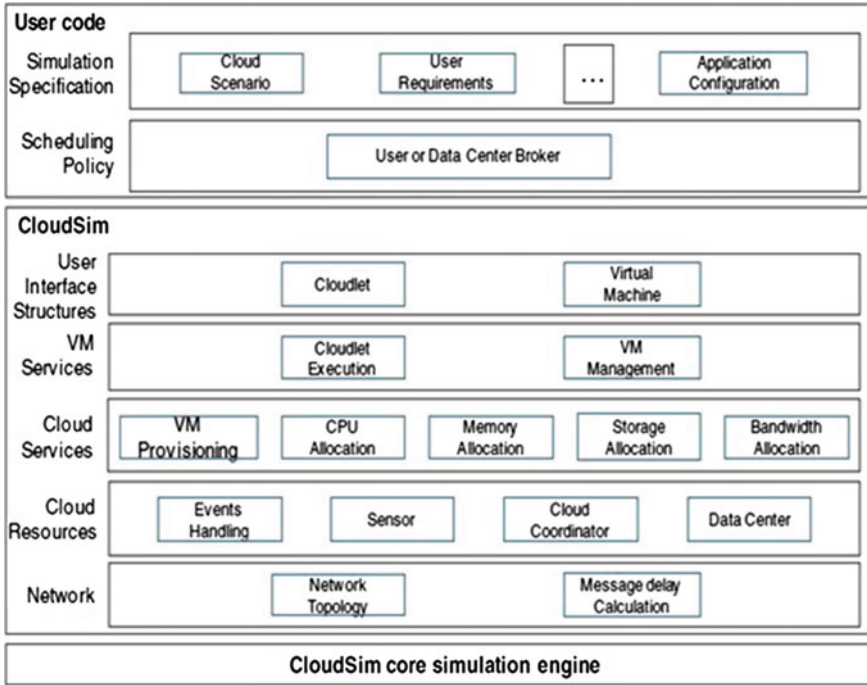 User code
Simulation
Specification
Cloud
Scenario
User
Requirements
...
Application
Configuration
Scheduling
Policy
User or Data Center Broker
CloudSim
User
Interface
Structures
Cloudlet
Virtual
Machine
VM
Services
Cloudlet
Execution
VM
Management
Cloud
Services
VM
Provisioning
CPU
Allocation
Memory
Allocation
Storage
Allocation
Bandwidth
Allocation
Cloud
Resources
Events
Handling
Sensor
Cloud
Coordinator
Data Center
Network
Network
Topology
Message delay
Calculation
CloudSim core simulation engine